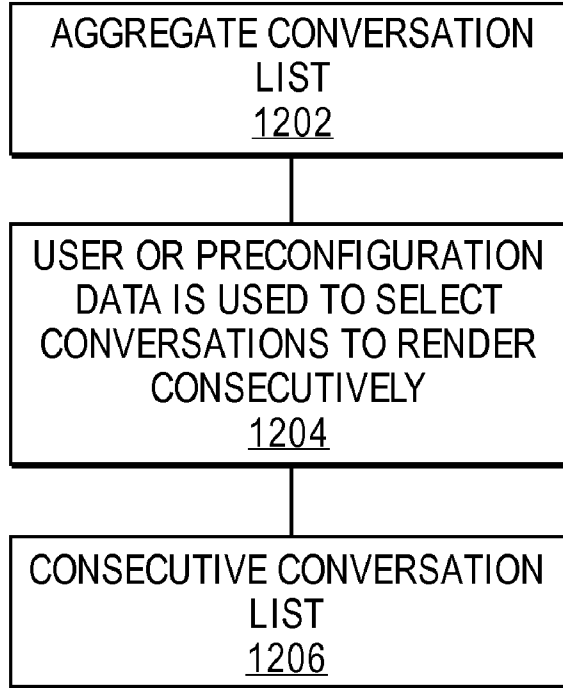 AGGREGATE CONVERSATION
LIST
1202
USER OR PRECONFIGURATION
DATA IS USED TO SELECT
CONVERSATIONS TO RENDER
CONSECUTIVELY
1204
CONSECUTIVE CONVERSATION
LIST
1206